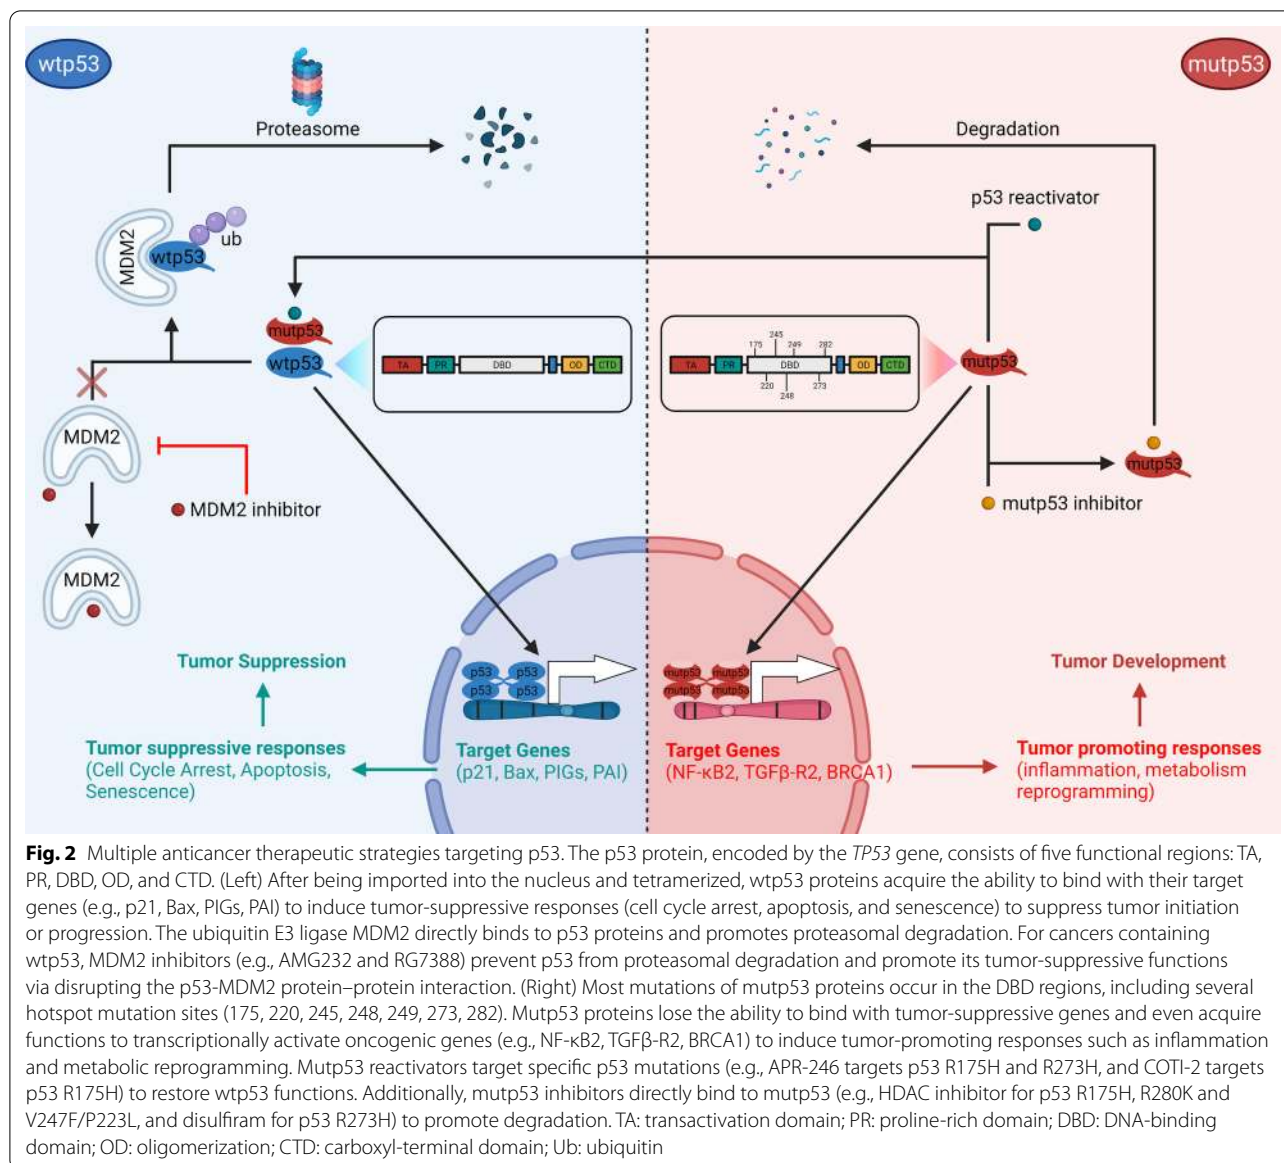 wtp53
mutp53
Proteasome
Degradation
p53 reactivator
MDM2
wtp53
ub
mutp53
wtp53
TA PR DBD OD CTD
245
175 249 282
TA PR DBD OD CTD
220 273
248
mutp53
MDM2
MDM2 inhibitor
mutp53
mutp53 inhibitor
MDM2
Tumor Suppression
Tumor Development
p53 p53
p53 p53
mutp53 mutp53
mutp53 mutp53
Tumor suppressive responses
(Cell Cycle Arrest, Apoptosis,
Senescence)
Target Genes
(p21, Bax, PIGs, PAI)
Target Genes
(NF-κB2, TGFβ-R2, BRCA1)
Tumor promoting responses
(inflammation, metabolism
reprogramming)
Fig. 2 Multiple anticancer therapeutic strategies targeting p53. The p53 protein, encoded by the TP53 gene, consists of five functional regions: TA,
PR, DBD, OD, and CTD. (Left) After being imported into the nucleus and tetramerized, wtp53 proteins acquire the ability to bind with their target
genes (e.g., p21, Bax, PIGs, PAI) to induce tumor-suppressive responses (cell cycle arrest, apoptosis, and senescence) to suppress tumor initiation
or progression. The ubiquitin E3 ligase MDM2 directly binds to p53 proteins and promotes proteasomal degradation. For cancers containing
wtp53, MDM2 inhibitors (e.g., AMG232 and RG7388) prevent p53 from proteasomal degradation and promote its tumor-suppressive functions
via disrupting the p53-MDM2 protein–protein interaction. (Right) Most mutations of mutp53 proteins occur in the DBD regions, including several
hotspot mutation sites (175, 220, 245, 248, 249, 273, 282). Mutp53 proteins lose the ability to bind with tumor-suppressive genes and even acquire
functions to transcriptionally activate oncogenic genes (e.g., NF-κB2, TGFβ-R2, BRCA1) to induce tumor-promoting responses such as inflammation
and metabolic reprogramming. Mutp53 reactivators target specific p53 mutations (e.g., APR-246 targets p53 R175H and R273H, and COTI-2 targets
p53 R175H) to restore wtp53 functions. Additionally, mutp53 inhibitors directly bind to mutp53 (e.g., HDAC inhibitor for p53 R175H, R280K and
V247F/P223L, and disulfiram for p53 R273H) to promote degradation. TA: transactivation domain; PR: proline-rich domain; DBD: DNA-binding
domain; OD: oligomerization; CTD: carboxyl-terminal domain; Ub: ubiquitin